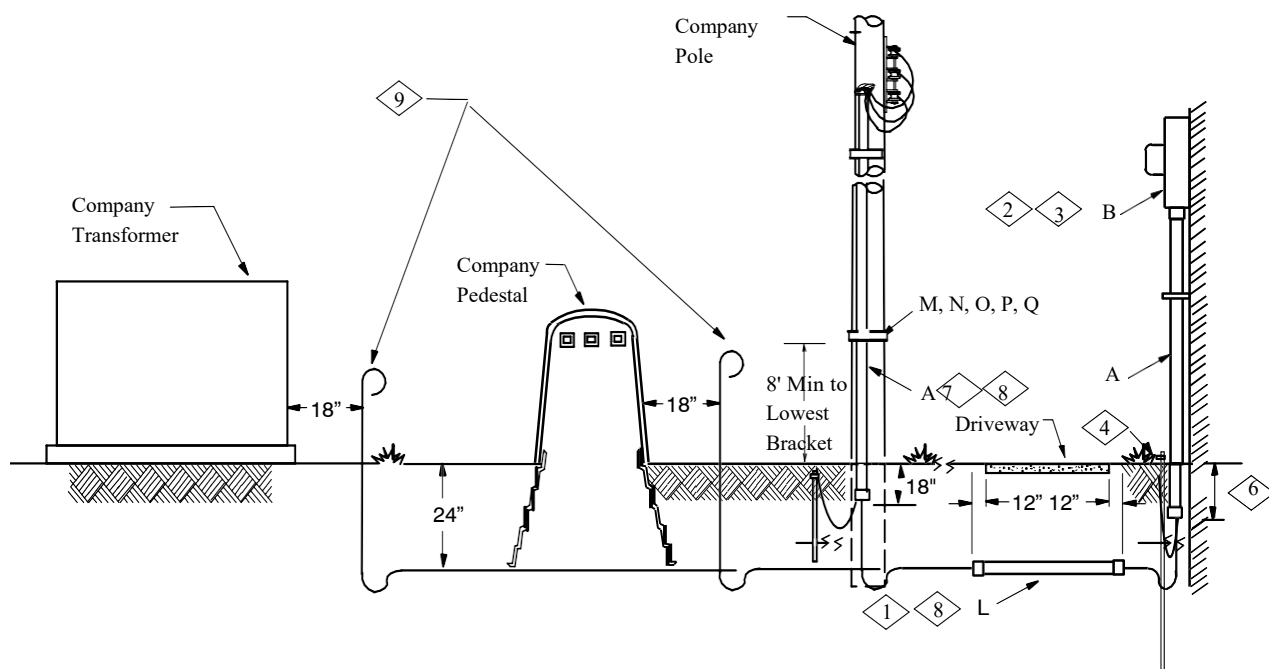 Company
Pole
9
Company
Transformer
2
3
B
Company
Pedestal
M, N, O, P, Q
A
8' Min to
Lowest
Bracket
A
7
8
18”
18”
Driveway
4
18"
12” 12”
6
24”
1
8
L